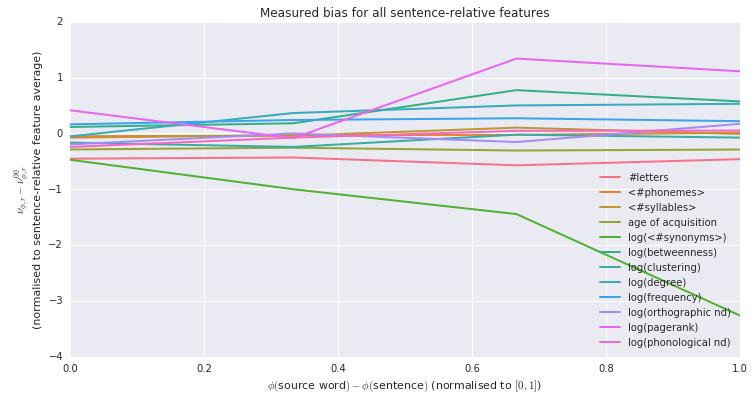 Measured bias for all sentence-relative features
2
1
0
−1
−2
−3
−4
0.0 0.2 0.4 0.6 0.8 1.0
ϕ(source word) − ϕ(sentence) (normalised to [0, 1])
ν_{ϕ,r} − ν^{00}_{ϕ,r}
(normalised to sentence-relative feature average)
#letters
<#phonemes>
<#syllables>
age of acquisition
log(<#synonyms>)
log(betweenness)
log(clustering)
log(degree)
log(frequency)
log(orthographic nd)
log(pagerank)
log(phonological nd)